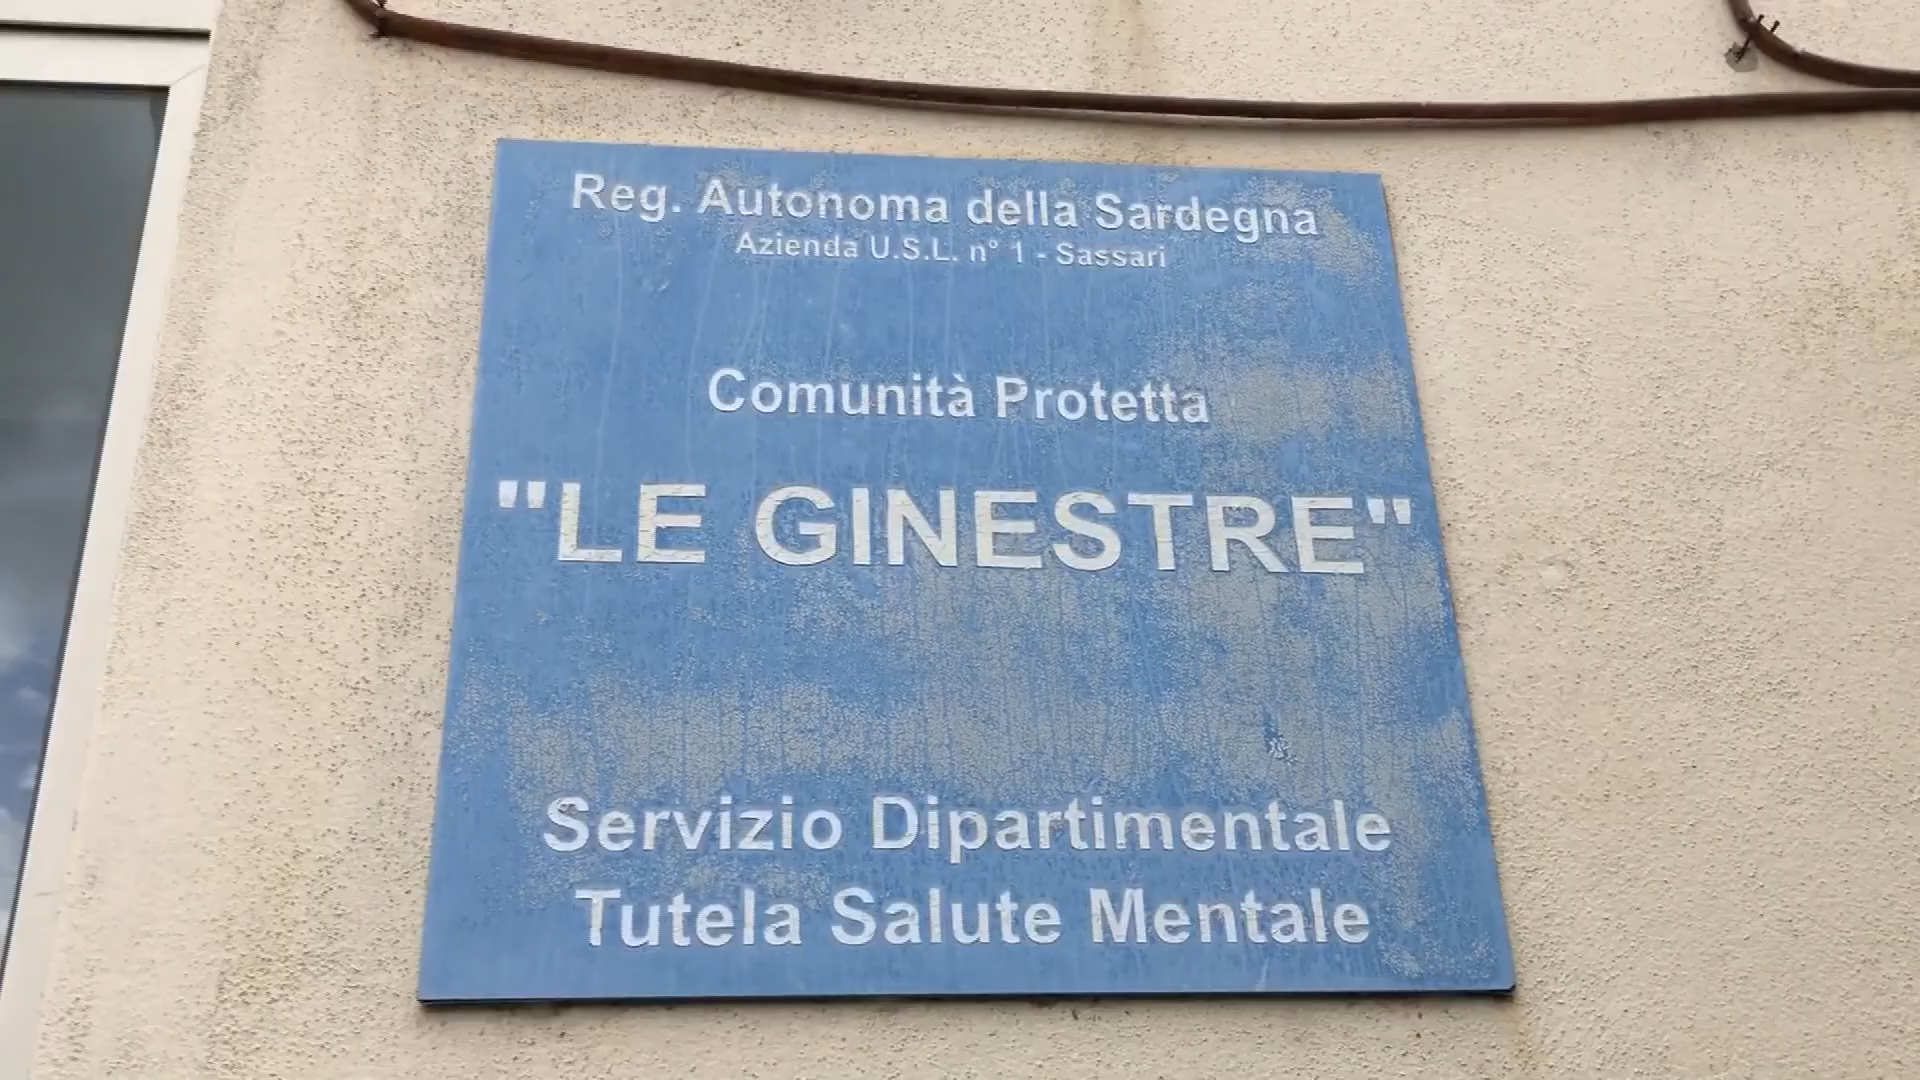 Reg. Autonoma della Sardegna
Azienda U.S.L. n° 1 - Sassari
Comunità Protetta
"LE GINESTRE"
Servizio Dipartimentale
Tutela Salute Mentale